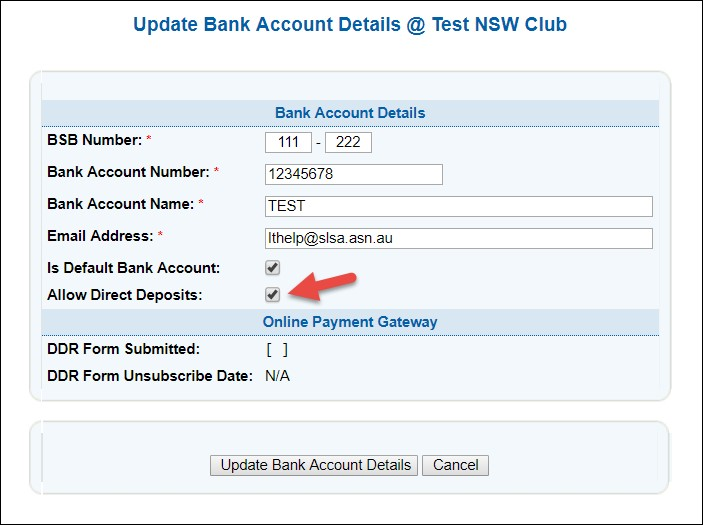 Update Bank Account Details @ Test NSW Club
Bank Account Details
BSB Number: * 111 - 222
Bank Account Number: * 12345678
Bank Account Name: * TEST
Email Address: * lthelp@slsa.asn.au
Is Default Bank Account:
Allow Direct Deposits:
Online Payment Gateway
DDR Form Submitted: [ ]
DDR Form Unsubscribe Date: N/A
Update Bank Account Details Cancel